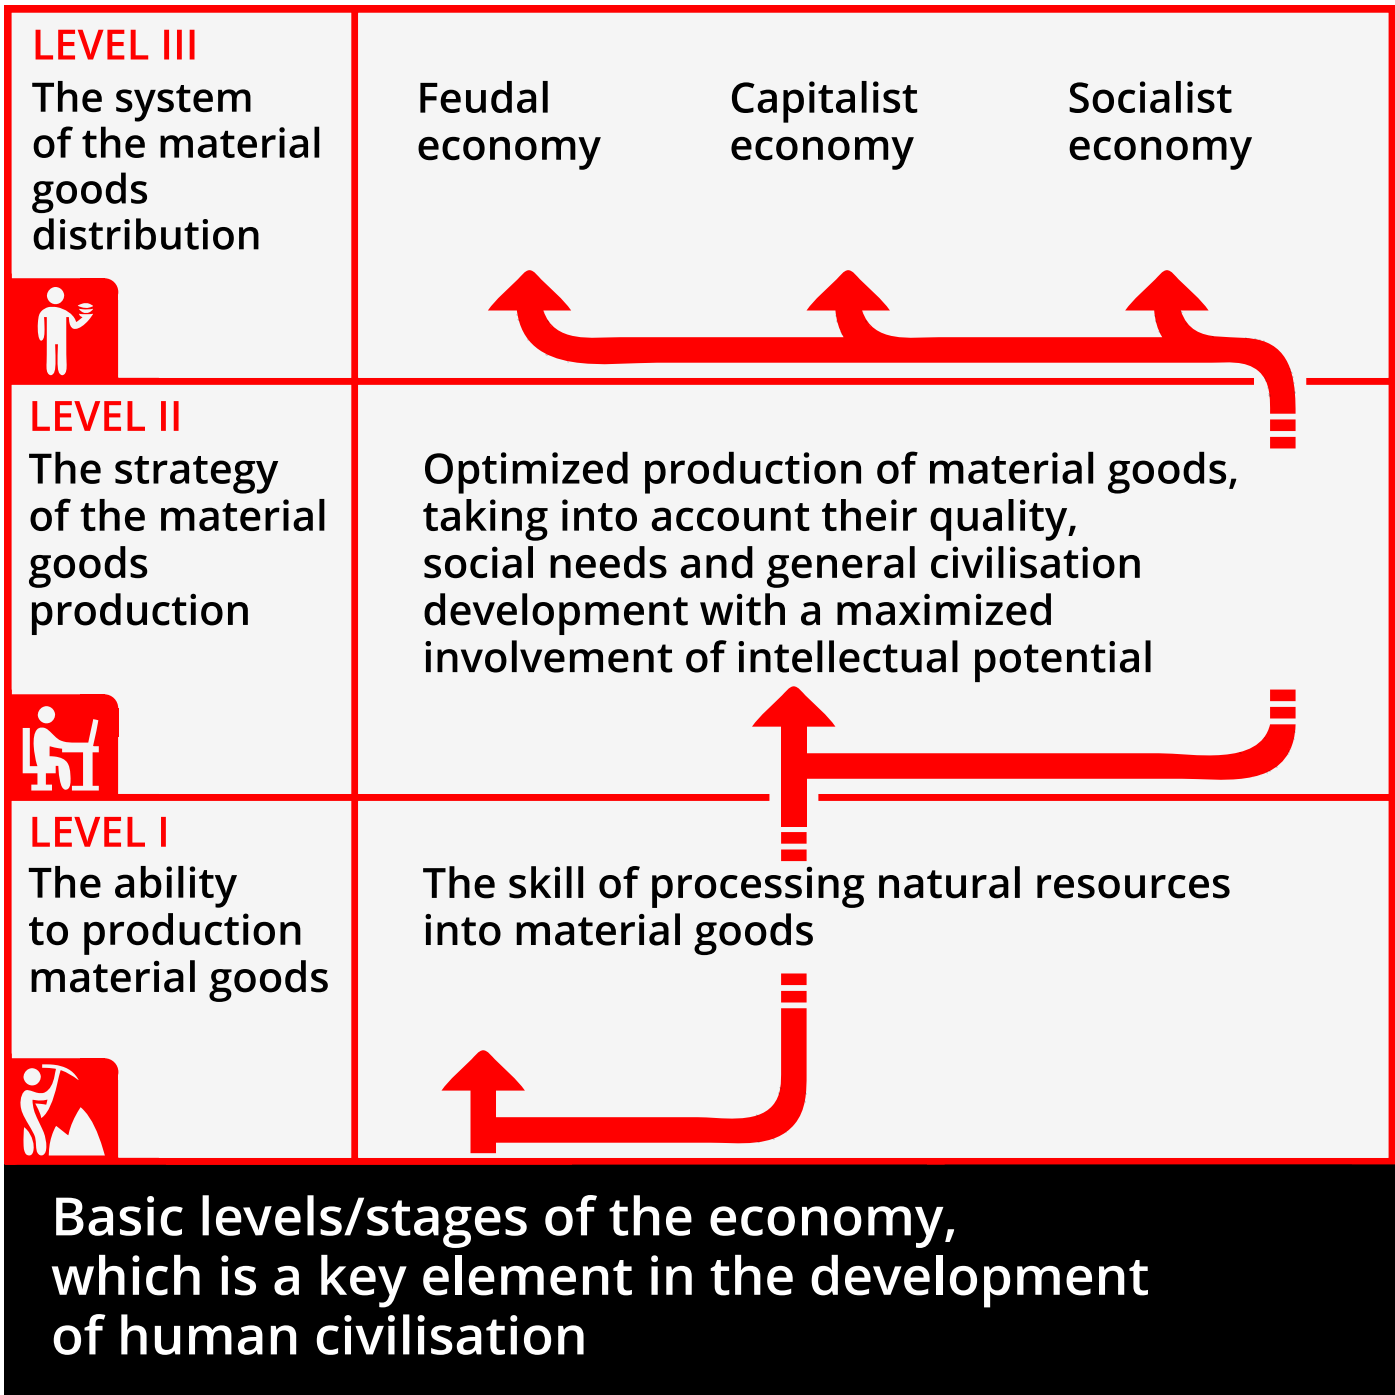 LEVEL III
The system
of the material
goods
distribution
Feudal
economy
Capitalist
economy
Socialist
economy
LEVEL II
The strategy
of the material
goods
production
Optimized production of material goods,
taking into account their quality,
social needs and general civilisation
development with a maximized
involvement of intellectual potential
LEVEL I
The ability
to production
material goods
The skill of processing natural resources
into material goods
Basic levels/stages of the economy,
which is a key element in the development
of human civilisation